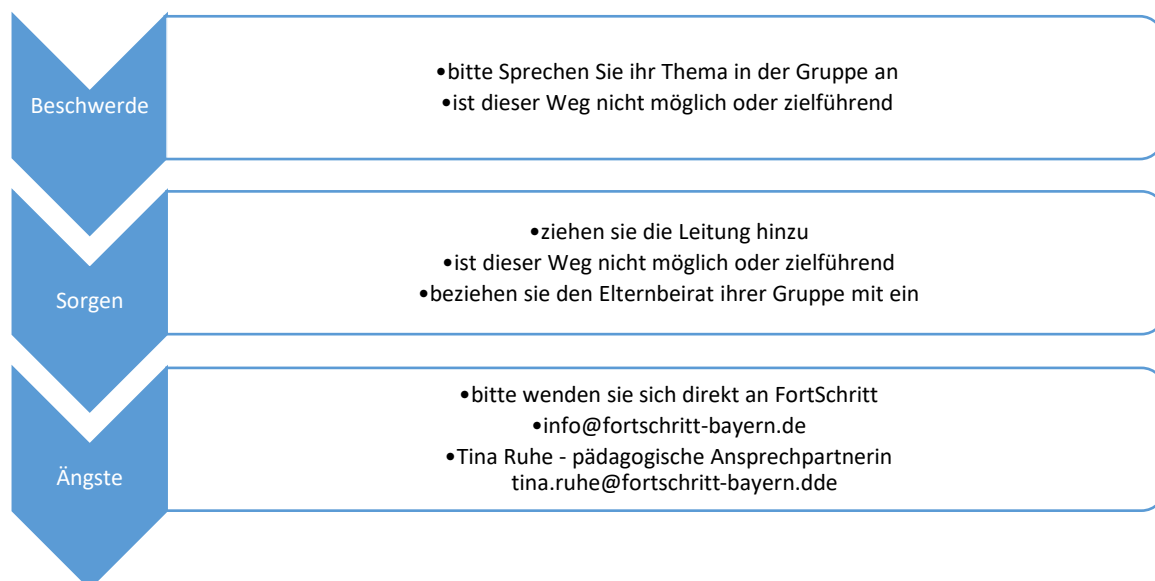 Beschwerde
•bitte Sprechen Sie ihr Thema in der Gruppe an
•ist dieser Weg nicht möglich oder zielführend
Sorgen
•ziehen sie die Leitung hinzu
•ist dieser Weg nicht möglich oder zielführend
•beziehen sie den Elternbeirat ihrer Gruppe mit ein
Ängste
•bitte wenden sie sich direkt an FortSchritt
•info@fortschritt-bayern.de
•Tina Ruhe - pädagogische Ansprechpartnerin
tina.ruhe@fortschritt-bayern.dde